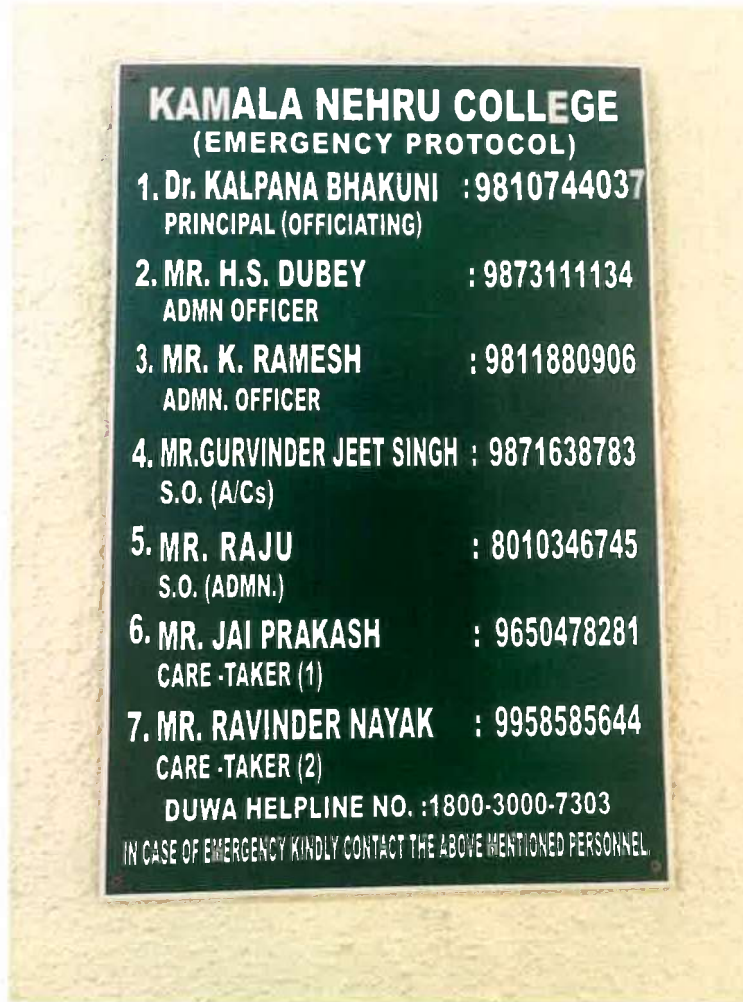 KAMALA NEHRU COLLEGE
(EMERGENCY PROTOCOL)
1. Dr. KALPANA BHAKUNI : 9810744037
PRINCIPAL (OFFICIATING)
2. MR. H.S. DUBEY : 9873111134
ADMN OFFICER
3. MR. K. RAMESH : 9811880906
ADMN. OFFICER
4. MR.GURVINDER JEET SINGH : 9871638783
S.O. (A/Cs)
5. MR. RAJU : 8010346745
S.O. (ADMN.)
6. MR. JAI PRAKASH : 9650478281
CARE -TAKER (1)
7. MR. RAVINDER NAYAK : 9958585644
CARE -TAKER (2)
DUWA HELPLINE NO. :1800-3000-7303
IN CASE OF EMERGENCY KINDLY CONTACT THE ABOVE MENTIONED PERSONNEL.